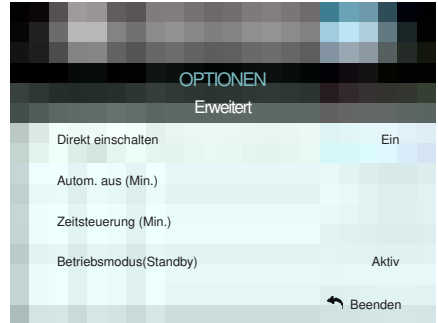 OPTIONEN
Erweitert
Direkt einschalten Ein
Autom. aus (Min.)
Zeitsteuerung (Min.)
Betriebsmodus(Standby) Aktiv
Beenden